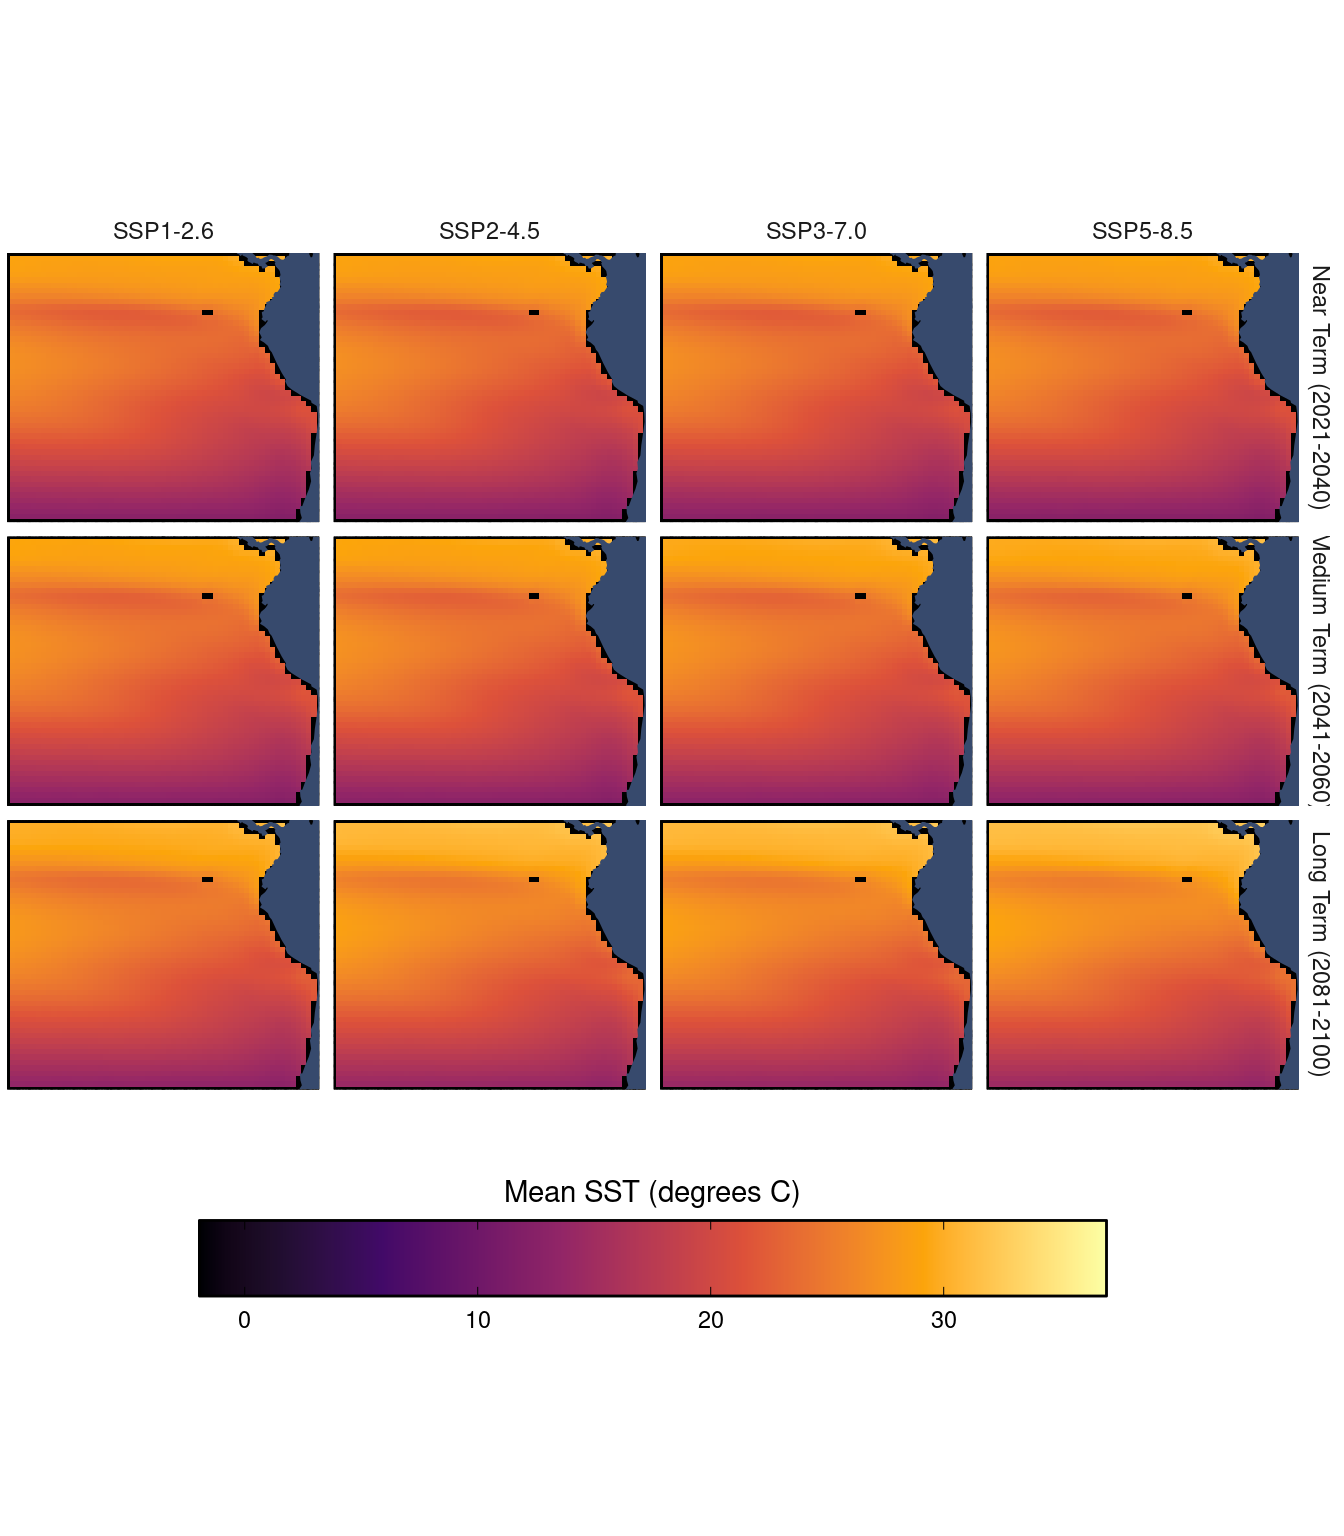 SSP1-2.6 SSP2-4.5 SSP3-7.0 SSP5-8.5
Near Term (2021-2040)
Medium Term (2041-2060)
Long Term (2081-2100)
Mean SST (degrees C)
0 10 20 30